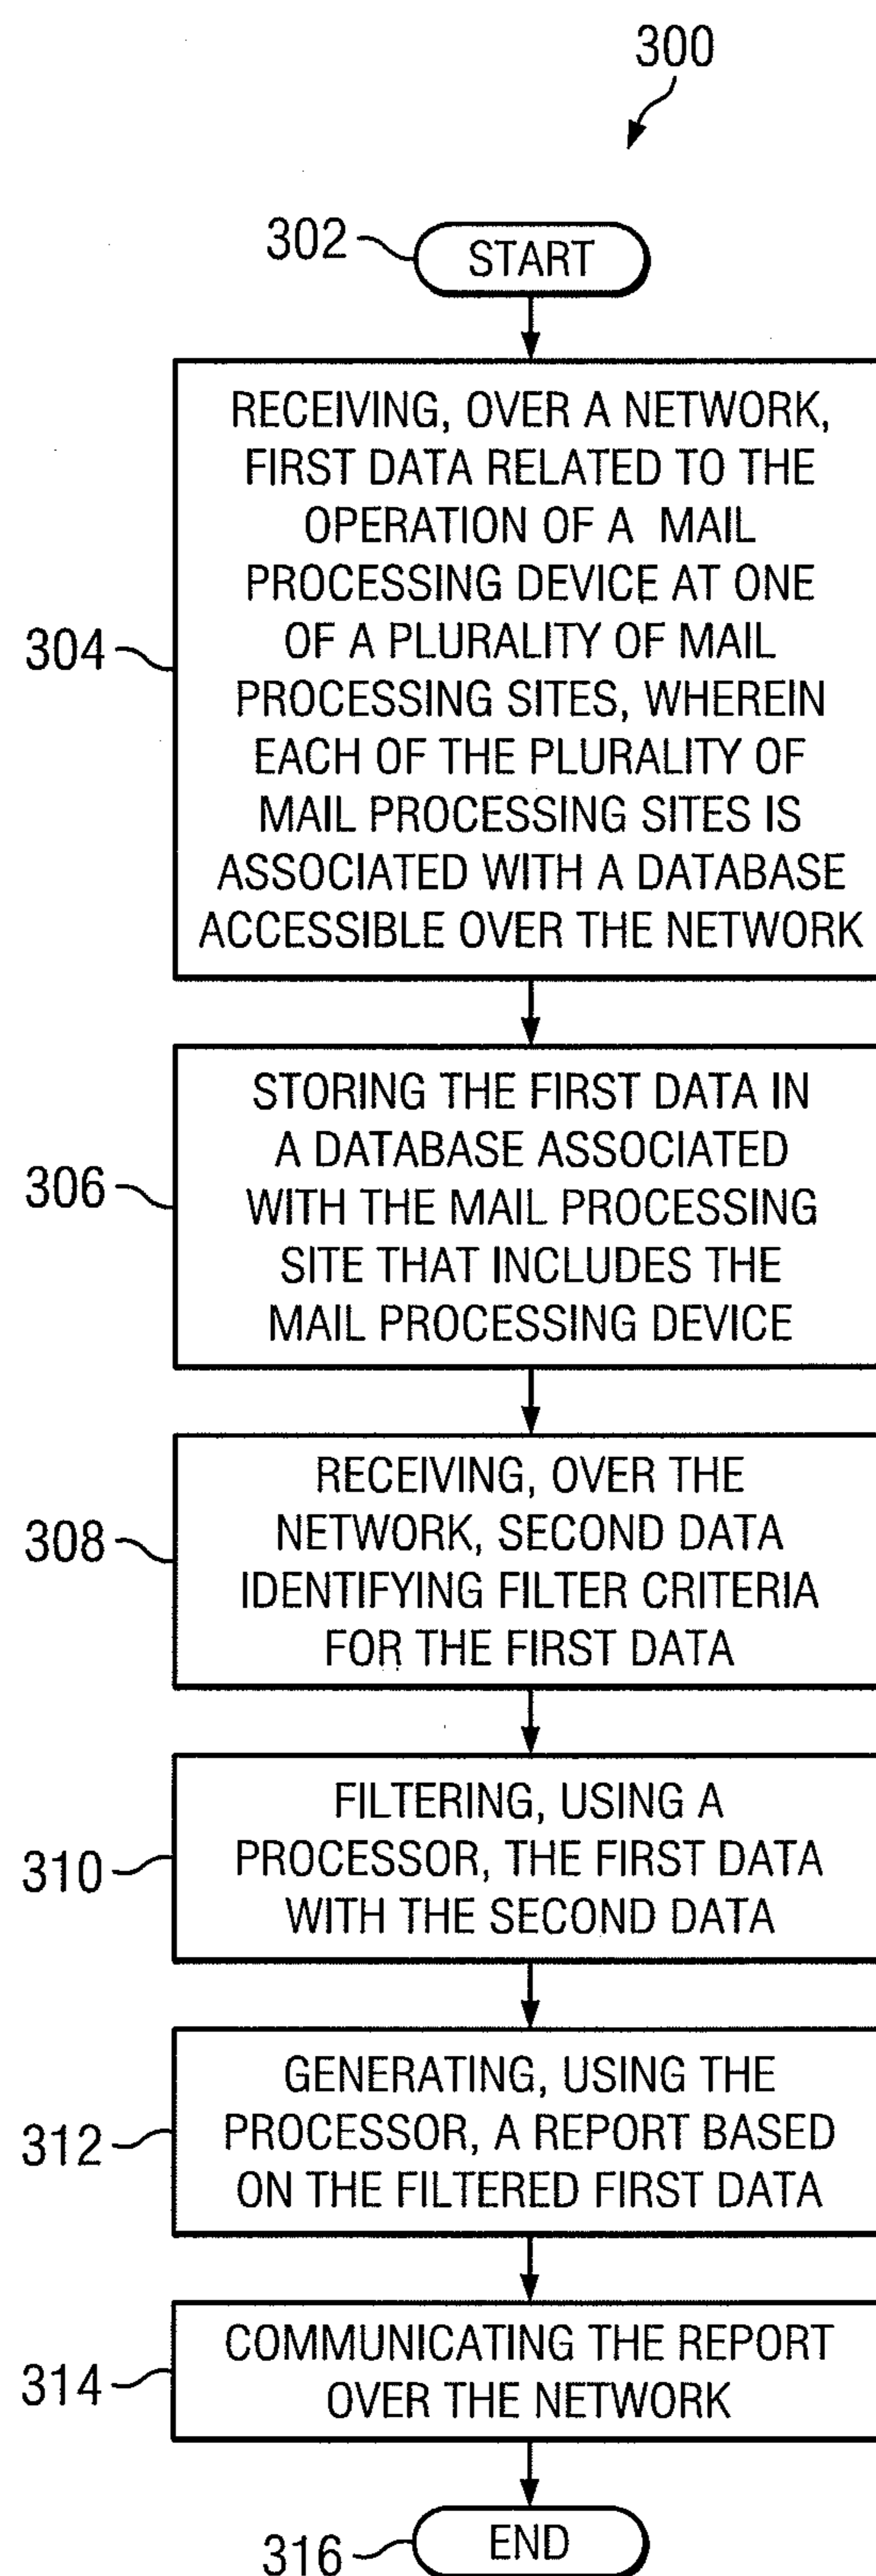 300
302
START
304
RECEIVING, OVER A NETWORK,
FIRST DATA RELATED TO THE
OPERATION OF A MAIL
PROCESSING DEVICE AT ONE
OF A PLURALITY OF MAIL
PROCESSING SITES, WHEREIN
EACH OF THE PLURALITY OF
MAIL PROCESSING SITES IS
ASSOCIATED WITH A DATABASE
ACCESSIBLE OVER THE NETWORK
306
STORING THE FIRST DATA IN
A DATABASE ASSOCIATED
WITH THE MAIL PROCESSING
SITE THAT INCLUDES THE
MAIL PROCESSING DEVICE
308
RECEIVING, OVER THE
NETWORK, SECOND DATA
IDENTIFYING FILTER CRITERIA
FOR THE FIRST DATA
310
FILTERING, USING A
PROCESSOR, THE FIRST DATA
WITH THE SECOND DATA
312
GENERATING, USING THE
PROCESSOR, A REPORT BASED
ON THE FILTERED FIRST DATA
314
COMMUNICATING THE REPORT
OVER THE NETWORK
316
END